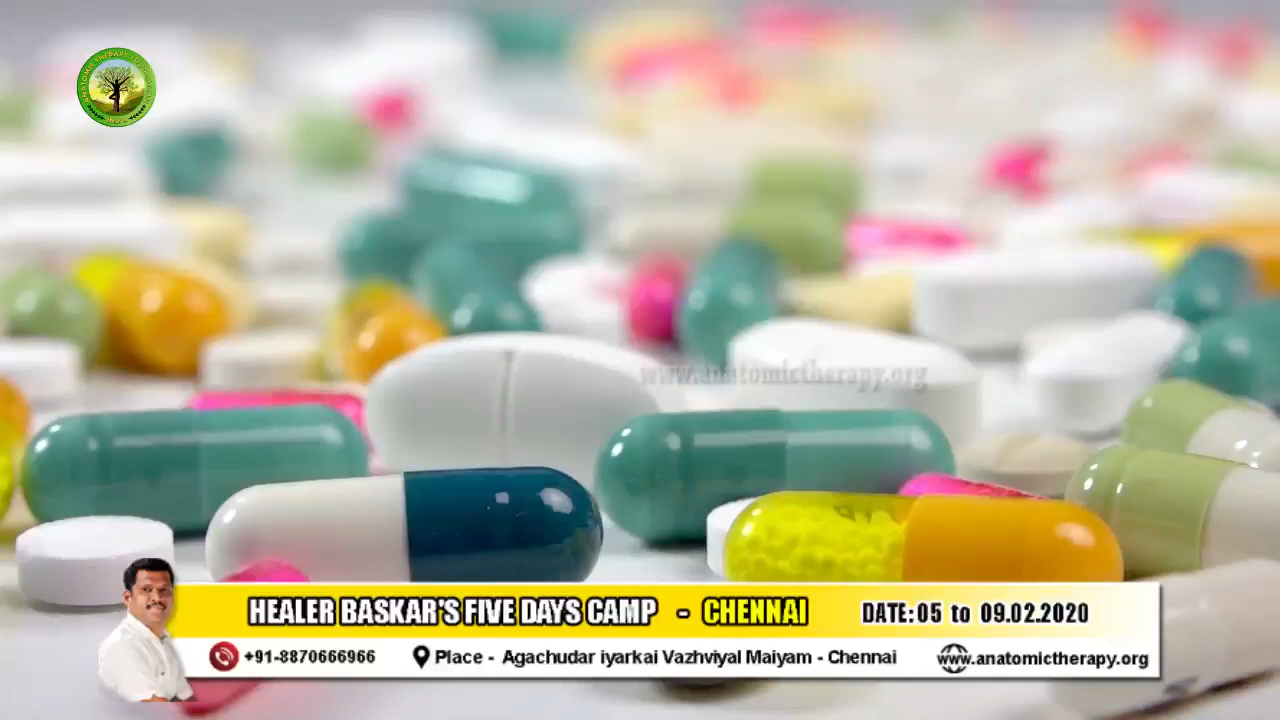 www.anatomictherapy.org
HEALER BASKAR'S FIVE DAYS CAMP - CHENNAI
DATE: 05 to 09.02.2020
+91-8870666966
Place - Agachudar iyarkai Vazhviyal Maiyam - Chennai
www.anatomictherapy.org